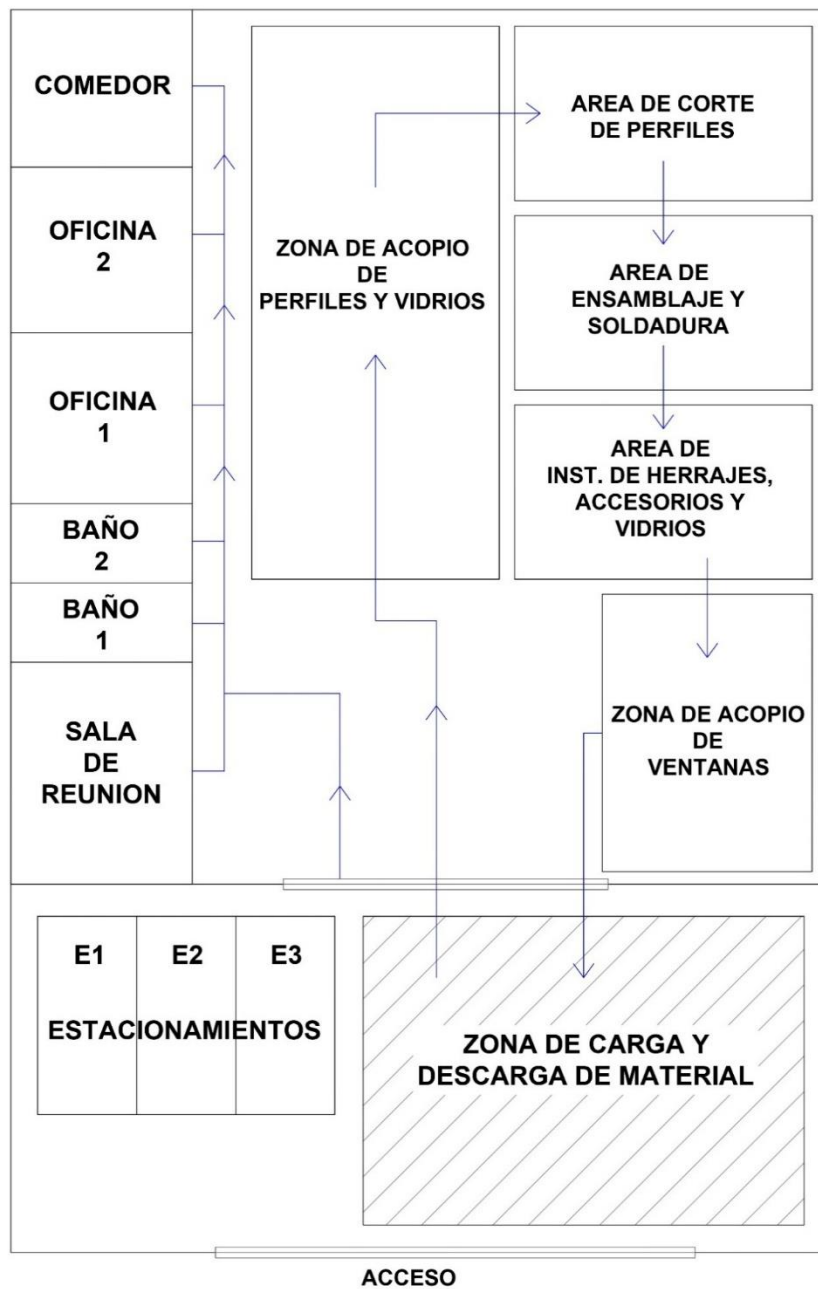 COMEDOR
OFICINA
2
OFICINA
1
BAÑO
2
BAÑO
1
SALA
DE
REUNION
ZONA DE ACOPIO
DE
PERFILES Y VIDRIOS
AREA DE CORTE
DE PERFILES
AREA DE
ENSAMBLAJE Y
SOLDADURA
AREA DE
INST. DE HERRAJES,
ACCESORIOS Y
VIDRIOS
ZONA DE ACOPIO
DE
VENTANAS
E1 E2 E3
ESTACIONAMIENTOS
ZONA DE CARGA Y
DESCARGA DE MATERIAL
ACCESO